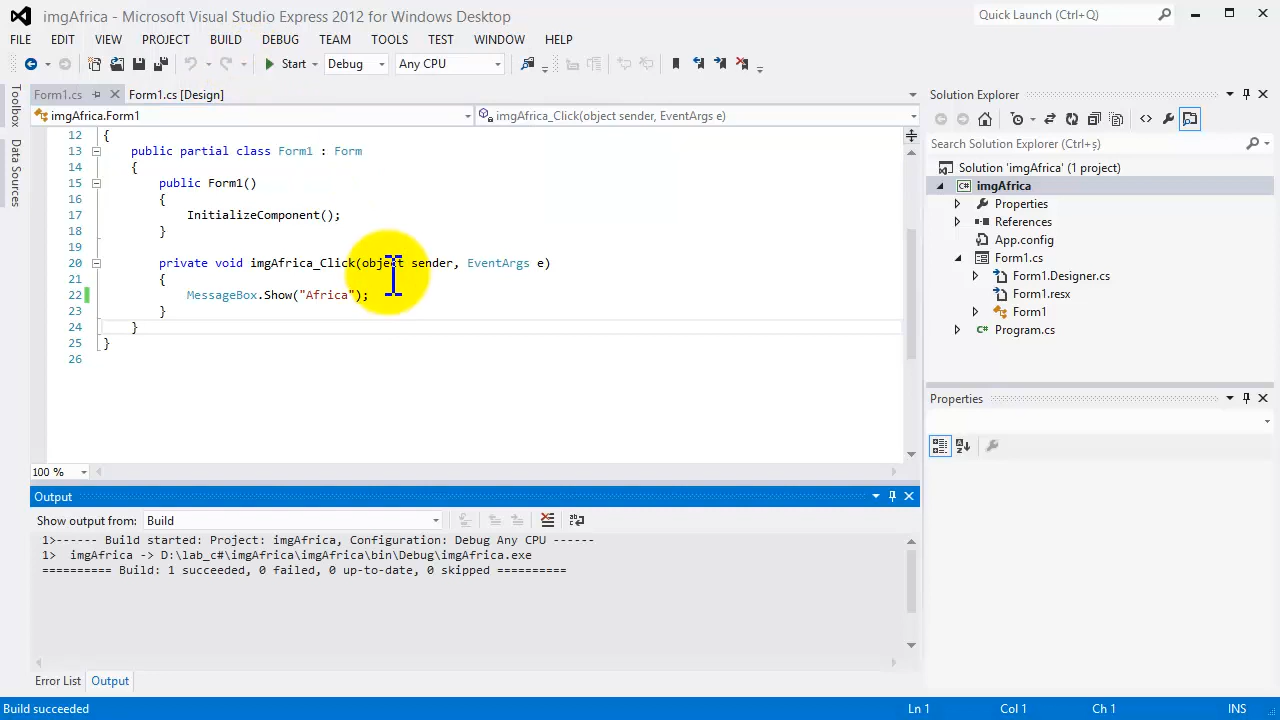 imgAfrica - Microsoft Visual Studio Express 2012 for Windows Desktop
Quick Launch (Ctrl+Q)
FILE EDIT VIEW PROJECT BUILD DEBUG TEAM TOOLS TEST WINDOW HELP
Start Debug Any CPU
Toolbox
Data Sources
Form1.cs Form1.cs [Design]
imgAfrica.Form1 imgAfrica_Click(object sender, EventArgs e)
12 {
13 public partial class Form1 : Form
14 {
15 public Form1()
16 {
17 InitializeComponent();
18 }
19
20 private void imgAfrica_Click(object sender, EventArgs e)
21 {
22 MessageBox.Show("Africa");
23 }
24 }
25 }
26
100 %
Output
Show output from: Build
1>------ Build started: Project: imgAfrica, Configuration: Debug Any CPU ------
1> imgAfrica -> D:\lab_c#\imgAfrica\imgAfrica\bin\Debug\imgAfrica.exe
========== Build: 1 succeeded, 0 failed, 0 up-to-date, 0 skipped ==========
Error List Output
Solution Explorer
Search Solution Explorer (Ctrl+ş)
Solution 'imgAfrica' (1 project)
C# imgAfrica
Properties
References
App.config
Form1.cs
Form1.Designer.cs
Form1.resx
Form1
Program.cs
Properties
Build succeeded Ln 1 Col 1 Ch 1 INS